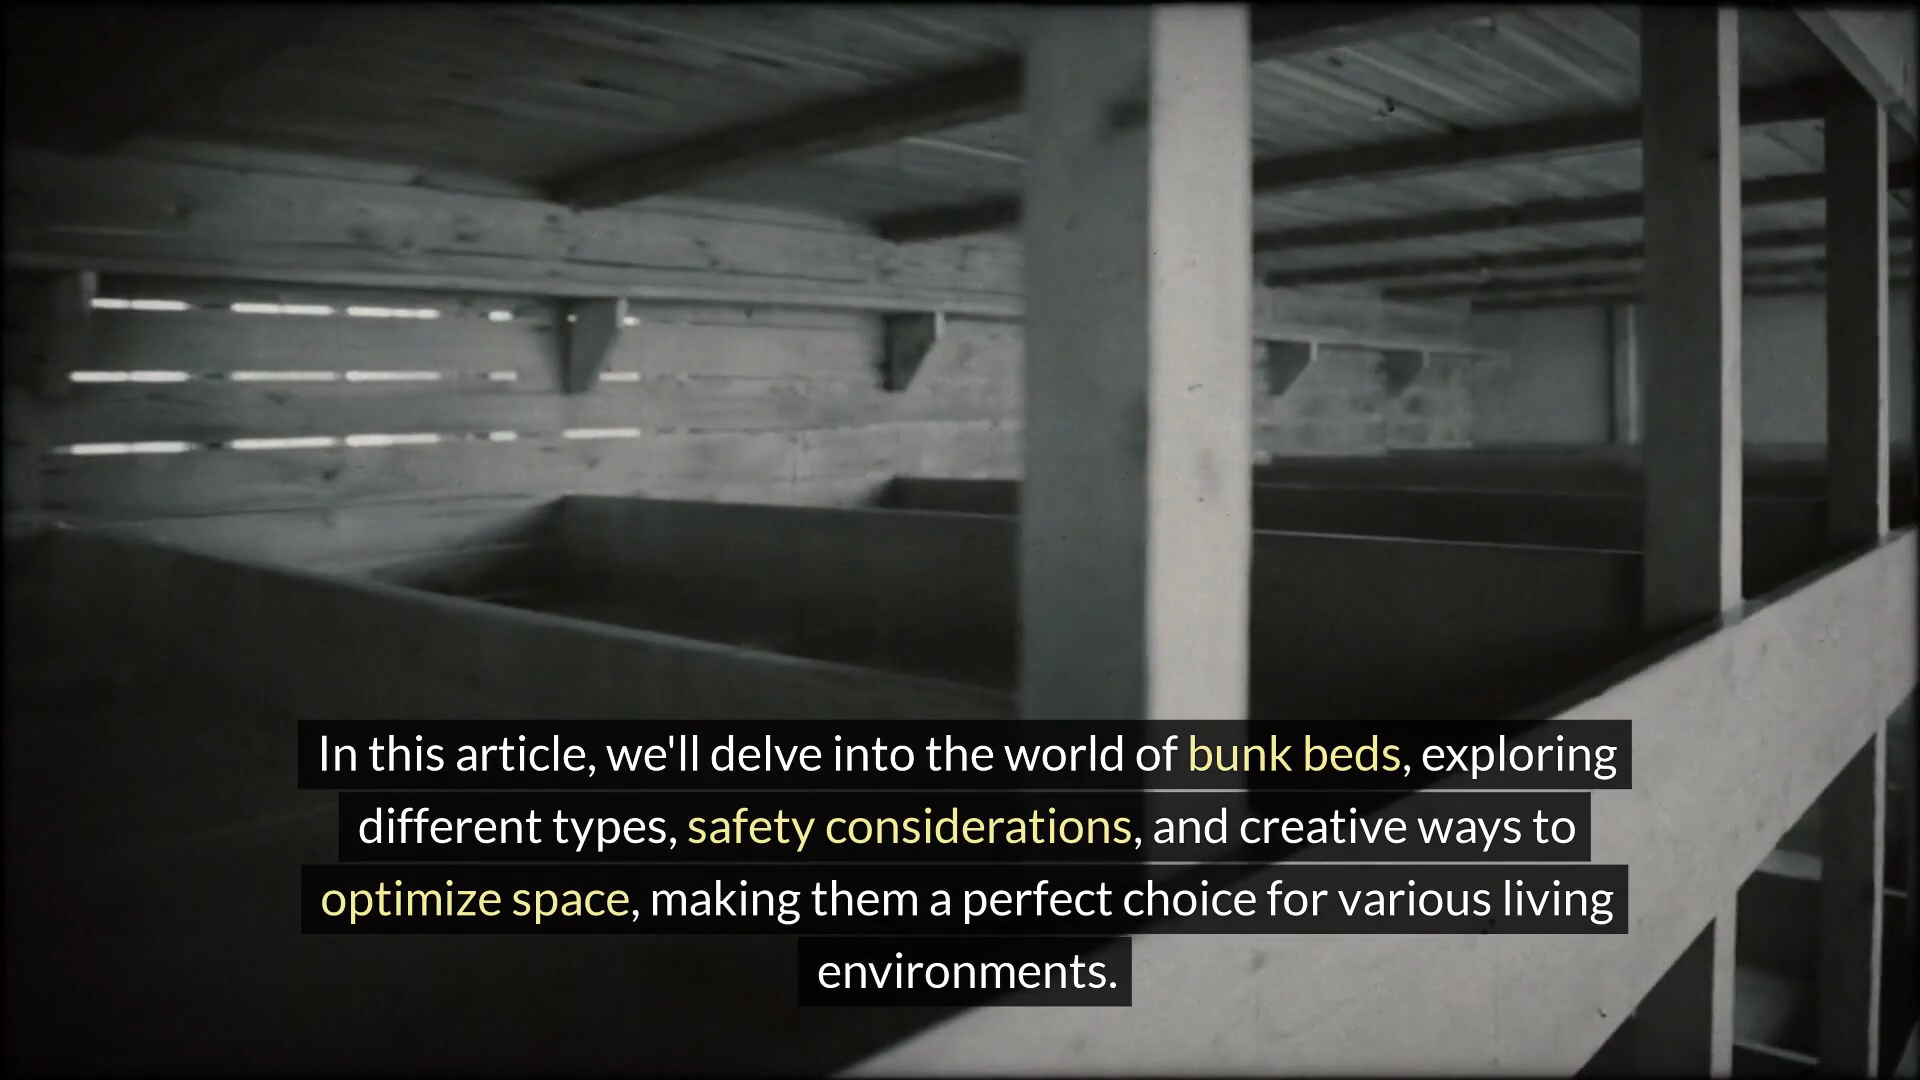 In this article, we'll delve into the world of bunk beds, exploring
different types, safety considerations, and creative ways to
optimize space, making them a perfect choice for various living
environments.